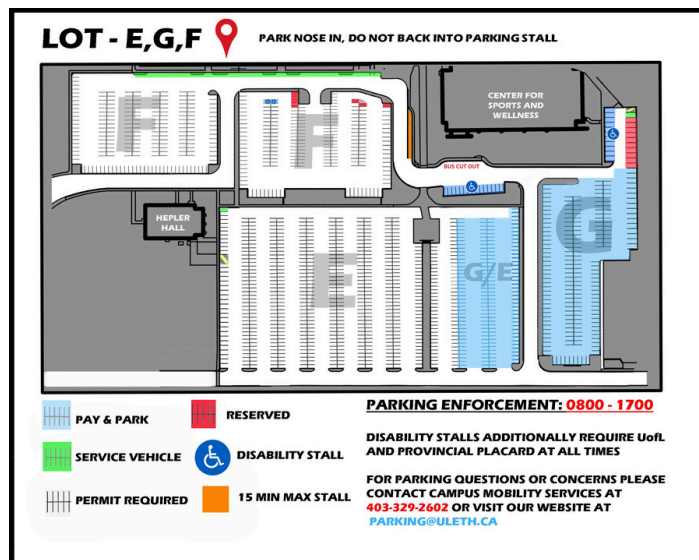 LOT - E,G,F
PARK NOSE IN, DO NOT BACK INTO PARKING STALL
CENTER FOR
SPORTS AND
WELLNESS
F
F
BUS CUT OUT
HEPLER
HALL
E
G/E
G
PAY & PARK
RESERVED
SERVICE VEHICLE
DISABILITY STALL
PERMIT REQUIRED
15 MIN MAX STALL
PARKING ENFORCEMENT: 0800 - 1700
DISABILITY STALLS ADDITIONALLY REQUIRE UofL
AND PROVINCIAL PLACARD AT ALL TIMES
FOR PARKING QUESTIONS OR CONCERNS PLEASE
CONTACT CAMPUS MOBILITY SERVICES AT
403-329-2602 OR VISIT OUR WEBSITE AT
PARKING@ULETH.CA